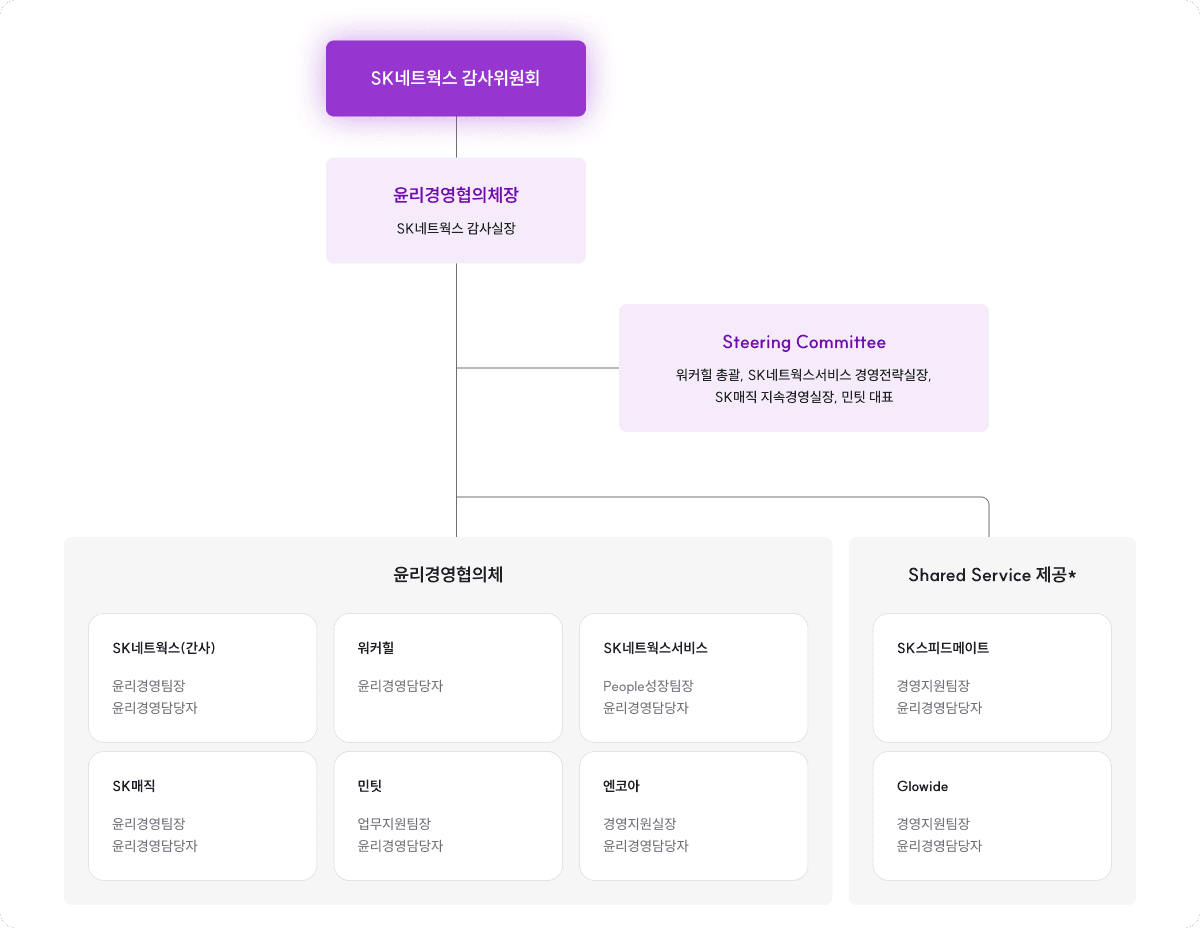 SK네트웍스 감사위원회
윤리경영협의체장
SK네트웍스 감사실장
Steering Committee
워커힐 총괄, SK네트웍스서비스 경영전략실장,
SK매직 지속경영실장, 민팃 대표
윤리경영협의체
SK네트웍스(간사)
윤리경영팀장
윤리경영담당자
워커힐
윤리경영담당자
SK네트웍스서비스
People성장팀장
윤리경영담당자
SK매직
윤리경영팀장
윤리경영담당자
민팃
업무지원팀장
윤리경영담당자
엔코아
경영지원실장
윤리경영담당자
Shared Service 제공*
SK스피드메이트
경영지원팀장
윤리경영담당자
Glowide
경영지원팀장
윤리경영담당자